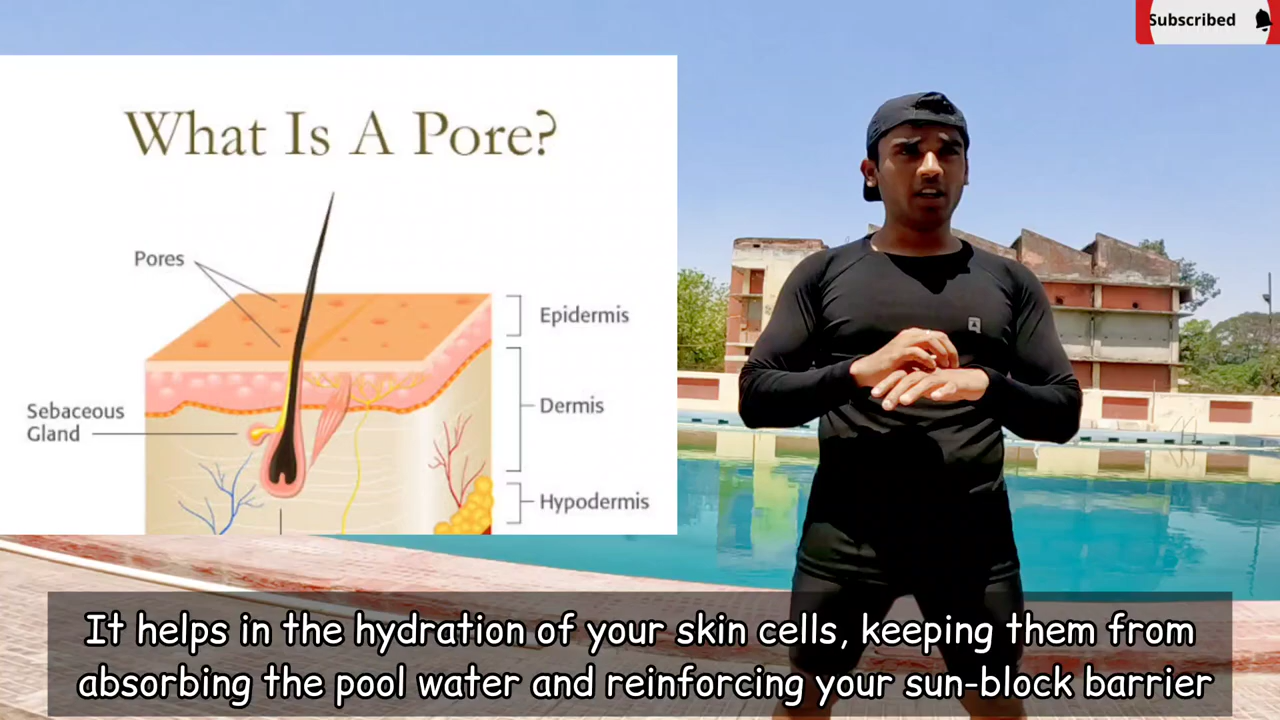 Subscribed
What Is A Pore?
Pores
Epidermis
Sebaceous
Gland
Dermis
Hypodermis
It helps in the hydration of your skin cells, keeping them from
absorbing the pool water and reinforcing your sun-block barrier